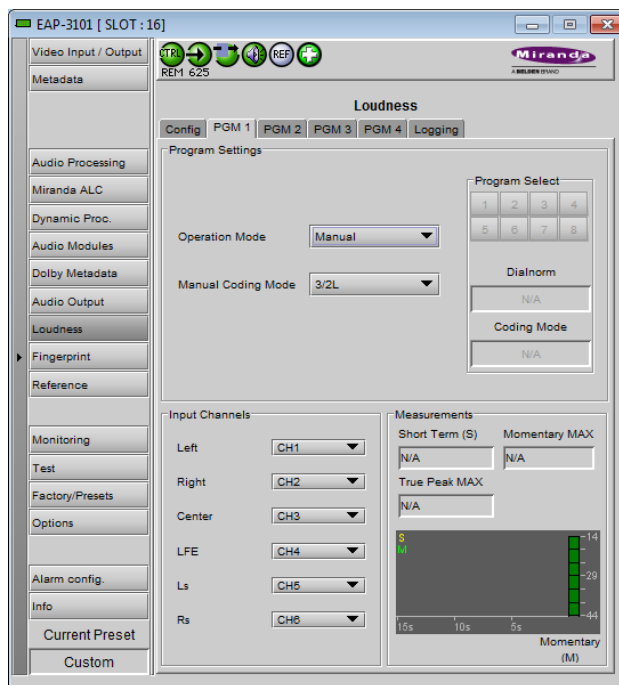 EAP-3101 [ SLOT : 16]
Video Input / Output
Metadata
Audio Processing
Miranda ALC
Dynamic Proc.
Audio Modules
Dolby Metadata
Audio Output
Loudness
Fingerprint
Reference
Monitoring
Test
Factory/Presets
Options
Alarm config.
Info
Current Preset
Custom
CTRL
REF
REM 625
Miranda
A BELDEN BRAND
Loudness
Config PGM 1 PGM 2 PGM 3 PGM 4 Logging
Program Settings
Operation Mode Manual
Manual Coding Mode 3/2L
Program Select
1 2 3 4
5 6 7 8
Dialnorm
N/A
Coding Mode
N/A
Input Channels
Left CH1
Right CH2
Center CH3
LFE CH4
Ls CH5
Rs CH6
Measurements
Short Term (S) Momentary MAX
N/A N/A
True Peak MAX
N/A
S
M
-14
-29
-44
15s 10s 5s
Momentary
(M)